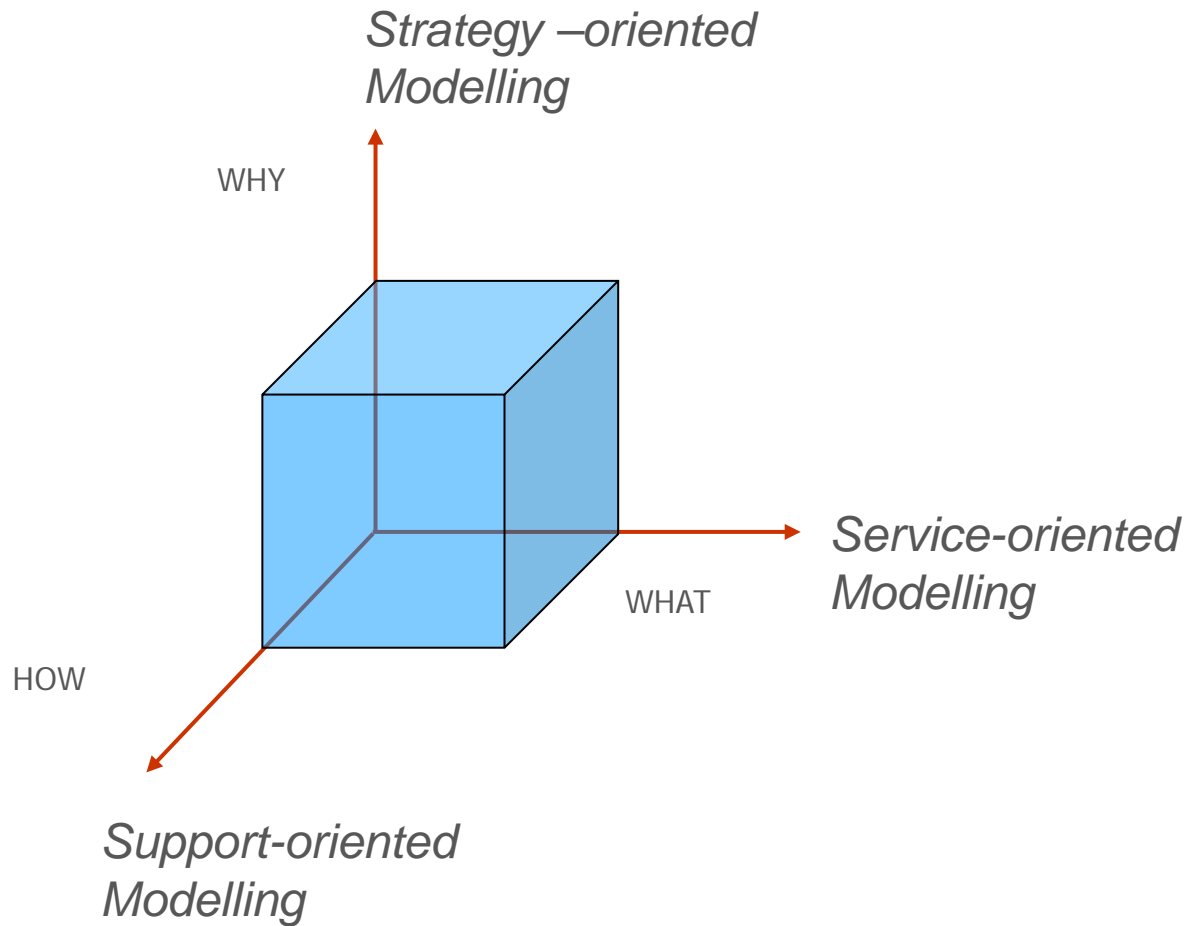 Strategy –oriented
Modelling
WHY
Service-oriented
Modelling
WHAT
HOW
Support-oriented
Modelling